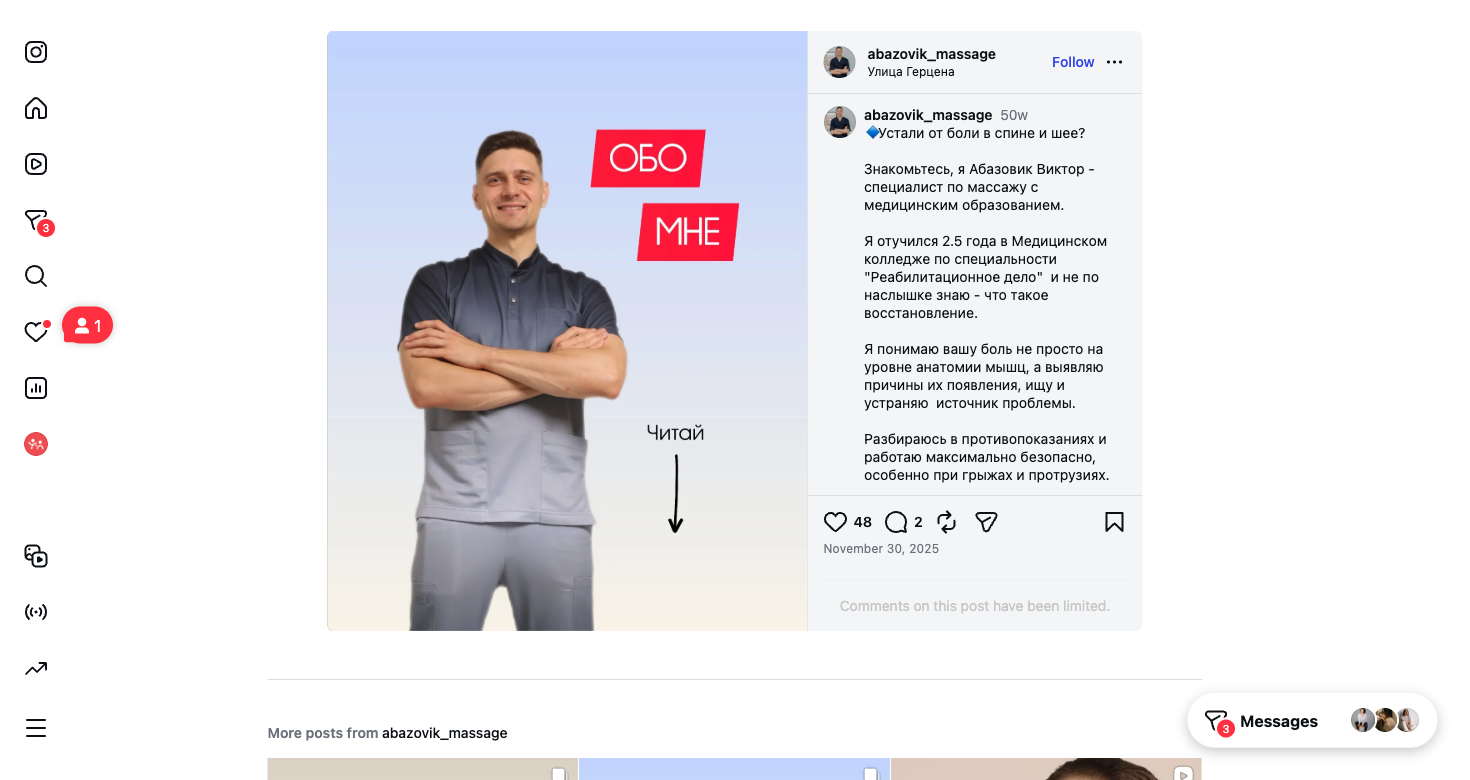 ОБО
МНЕ
Читай
abazovik_massage
Улица Герцена
Follow
abazovik_massage 50w
Устали от боли в спине и шее?
Знакомьтесь, я Абазовик Виктор -
специалист по массажу с
медицинским образованием.
Я отучился 2.5 года в Медицинском
колледже по специальности
"Реабилитационное дело" и не по
наслышке знаю - что такое
восстановление.
Я понимаю вашу боль не просто на
уровне анатомии мышц, а выявляю
причины их появления, ищу и
устраняю источник проблемы.
Разбираюсь в противопоказаниях и
работаю максимально безопасно,
особенно при грыжах и протрузиях.
48 2
November 30, 2025
Comments on this post have been limited.
3
1
More posts from abazovik_massage
3 Messages